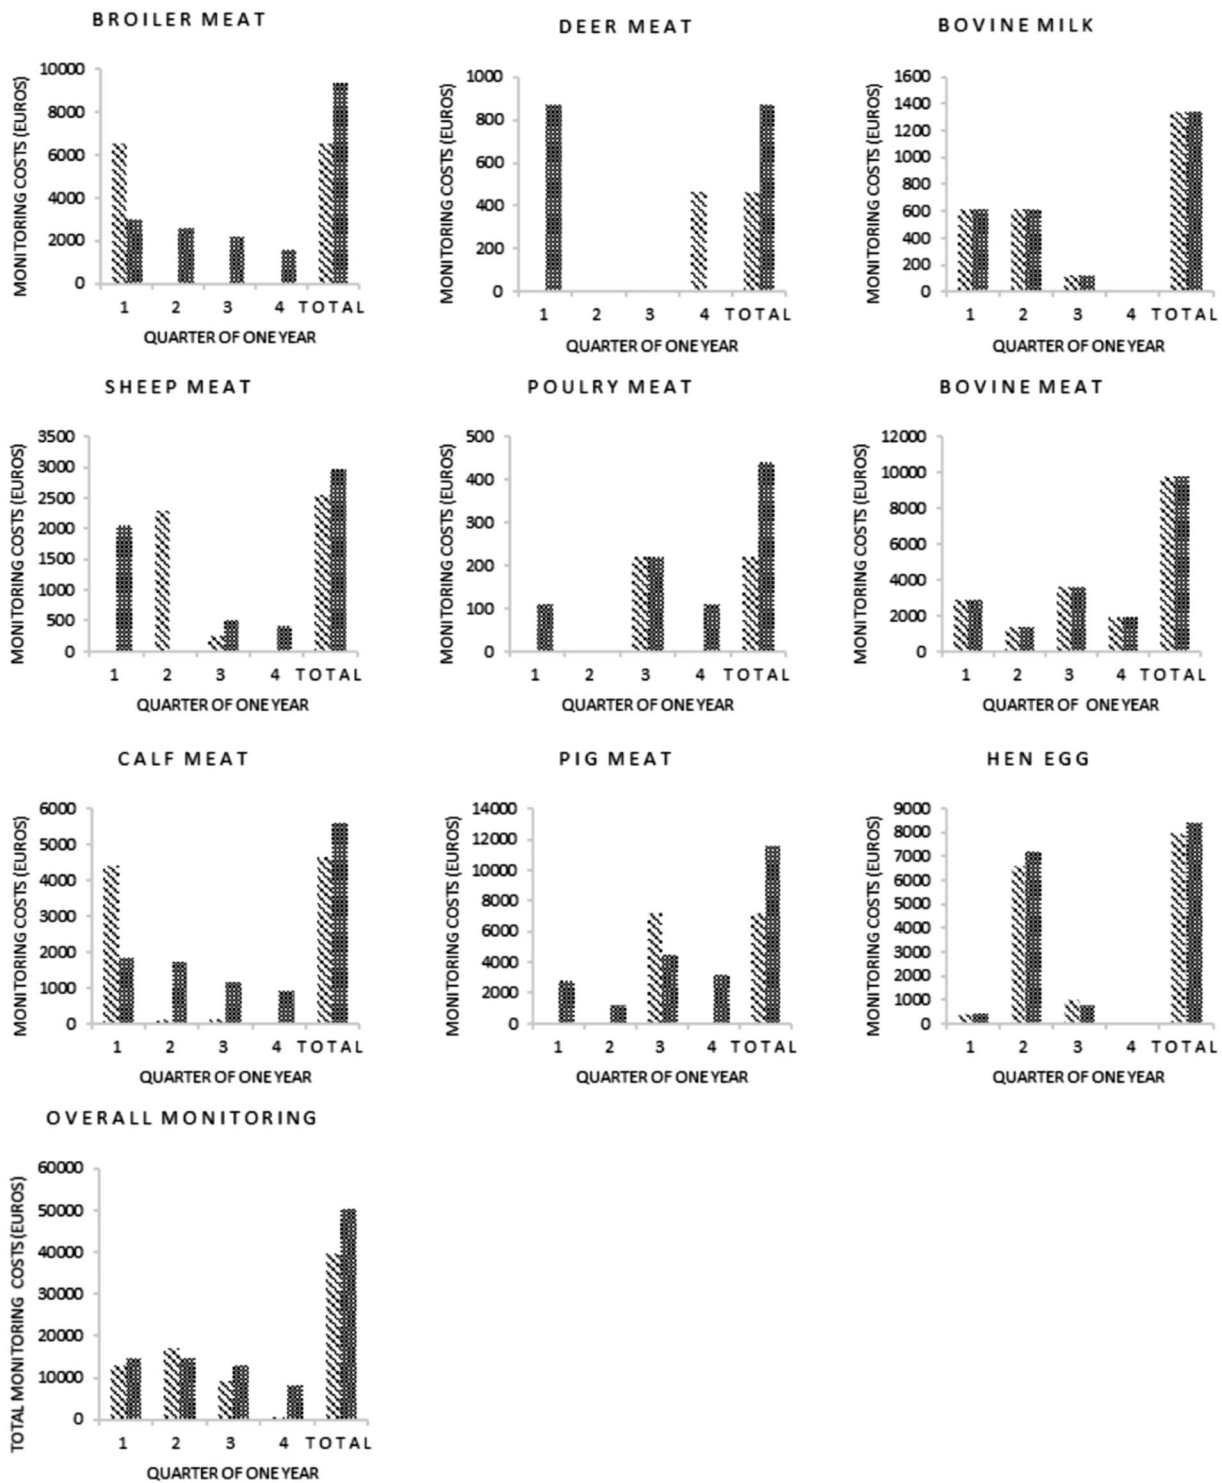 BROILER MEAT
MONITORING COSTS (EUROS)
10000
8000
6000
4000
2000
0
1 2 3 4 TOTAL
QUARTER OF ONE YEAR
DEER MEAT
MONITORING COSTS (EUROS)
1000
800
600
400
200
0
1 2 3 4 TOTAL
QUARTER OF ONE YEAR
BOVINE MILK
MONITORING COSTS (EUROS)
1600
1400
1200
1000
800
600
400
200
0
1 2 3 4 TOTAL
QUARTER OF ONE YEAR
SHEEP MEAT
MONITORING COSTS (EUROS)
3500
3000
2500
2000
1500
1000
500
0
1 2 3 4 TOTAL
QUARTER OF ONE YEAR
POULRY MEAT
MONITORING COSTS (EUROS)
500
400
300
200
100
0
1 2 3 4 TOTAL
QUARTER OF ONE YEAR
BOVINE MEAT
MONITORING COSTS (EUROS)
12000
10000
8000
6000
4000
2000
0
1 2 3 4 TOTAL
QUARTER OF ONE YEAR
CALF MEAT
MONITORING COSTS (EUROS)
6000
5000
4000
3000
2000
1000
0
1 2 3 4 TOTAL
QUARTER OF ONE YEAR
PIG MEAT
MONITORING COSTS (EUROS)
14000
12000
10000
8000
6000
4000
2000
0
1 2 3 4 TOTAL
QUARTER OF ONE YEAR
HEN EGG
MONITORING COSTS (EUROS)
9000
8000
7000
6000
5000
4000
3000
2000
1000
0
1 2 3 4 TOTAL
QUARTER OF ONE YEAR
OVERALL MONITORING
TOTAL MONITORING COSTS (EUROS)
60000
50000
40000
30000
20000
10000
0
1 2 3 4 TOTAL
QUARTER OF ONE YEAR